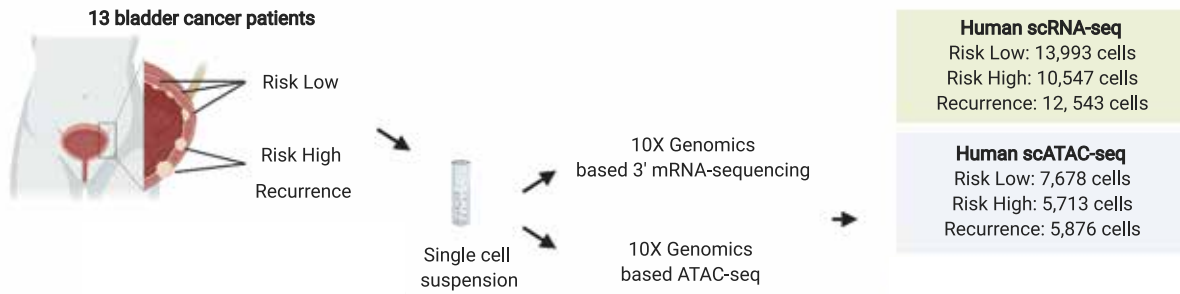 13 bladder cancer patients
Risk Low
Risk High
Recurrence
Single cell
suspension
10X Genomics
based 3' mRNA-sequencing
10X Genomics
based ATAC-seq
Human scRNA-seq
Risk Low: 13,993 cells
Risk High: 10,547 cells
Recurrence: 12, 543 cells
Human scATAC-seq
Risk Low: 7,678 cells
Risk High: 5,713 cells
Recurrence: 5,876 cells